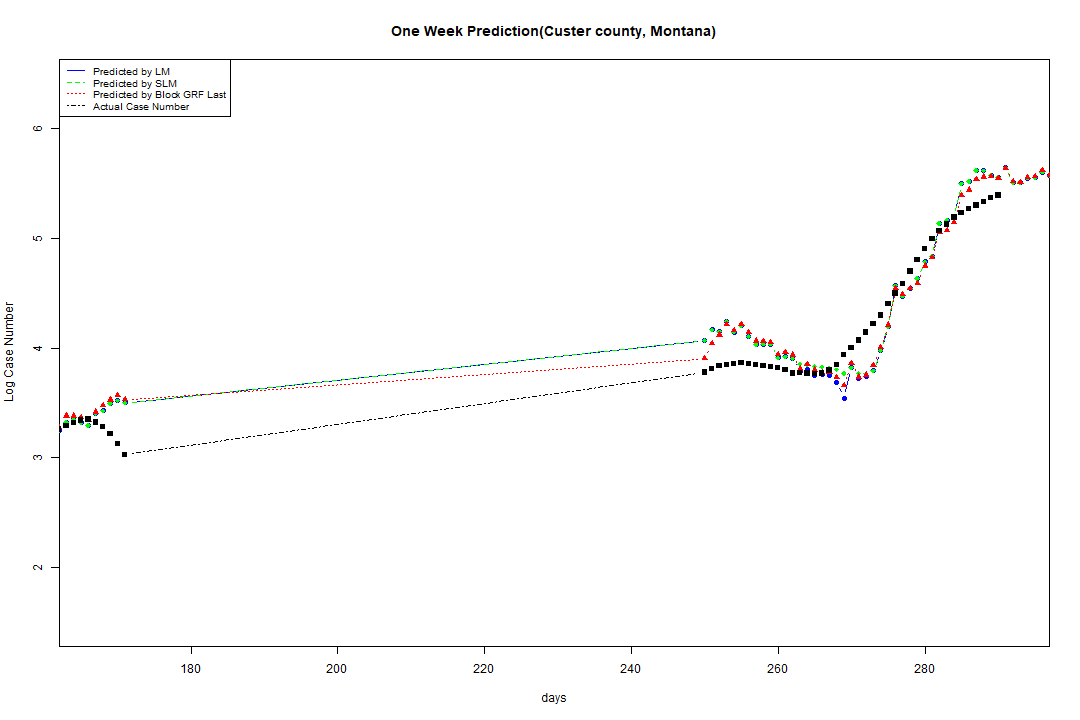 One Week Prediction(Custer county, Montana)
Predicted by LM
Predicted by SLM
Predicted by Block GRF Last
Actual Case Number
6
5
4
3
2
Log Case Number
180 200 220 240 260 280
days